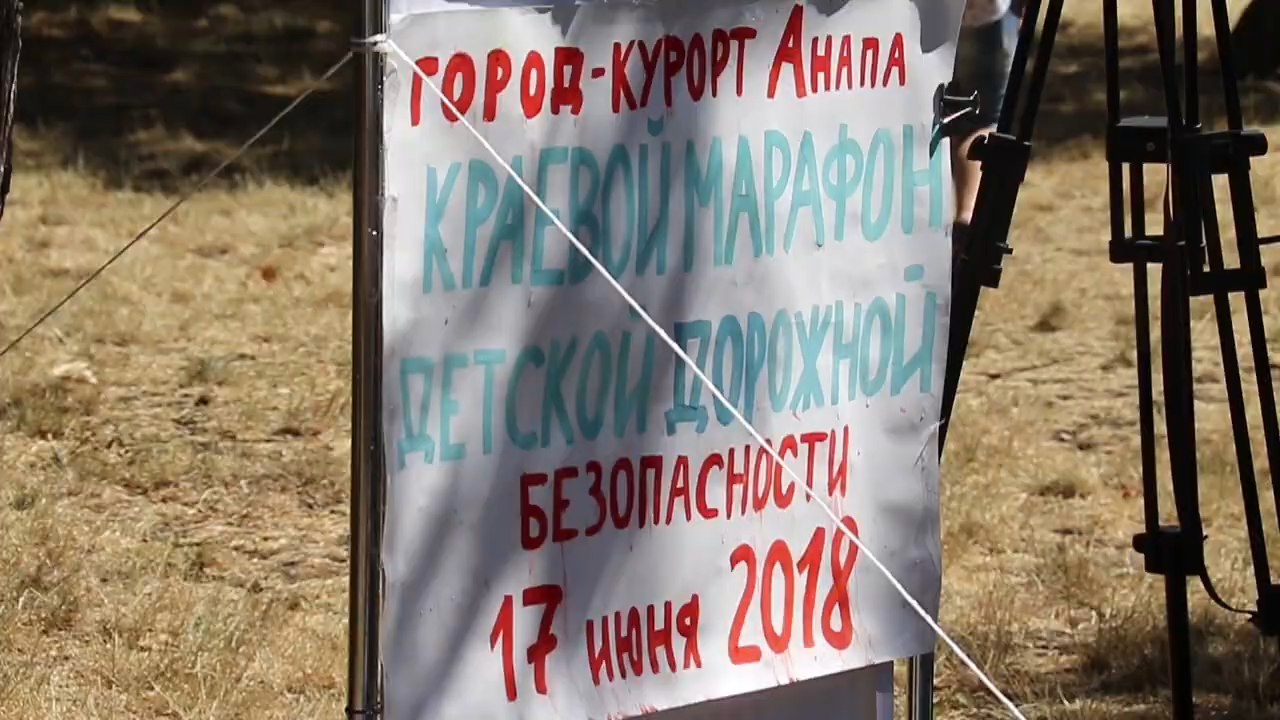 ГОРОД-КУРОРТ АНАПА
КРАЕВОЙ МАРАФОН
ДЕТСКОЙ ДОРОЖНОЙ
БЕЗОПАСНОСТИ
17 июня 2018